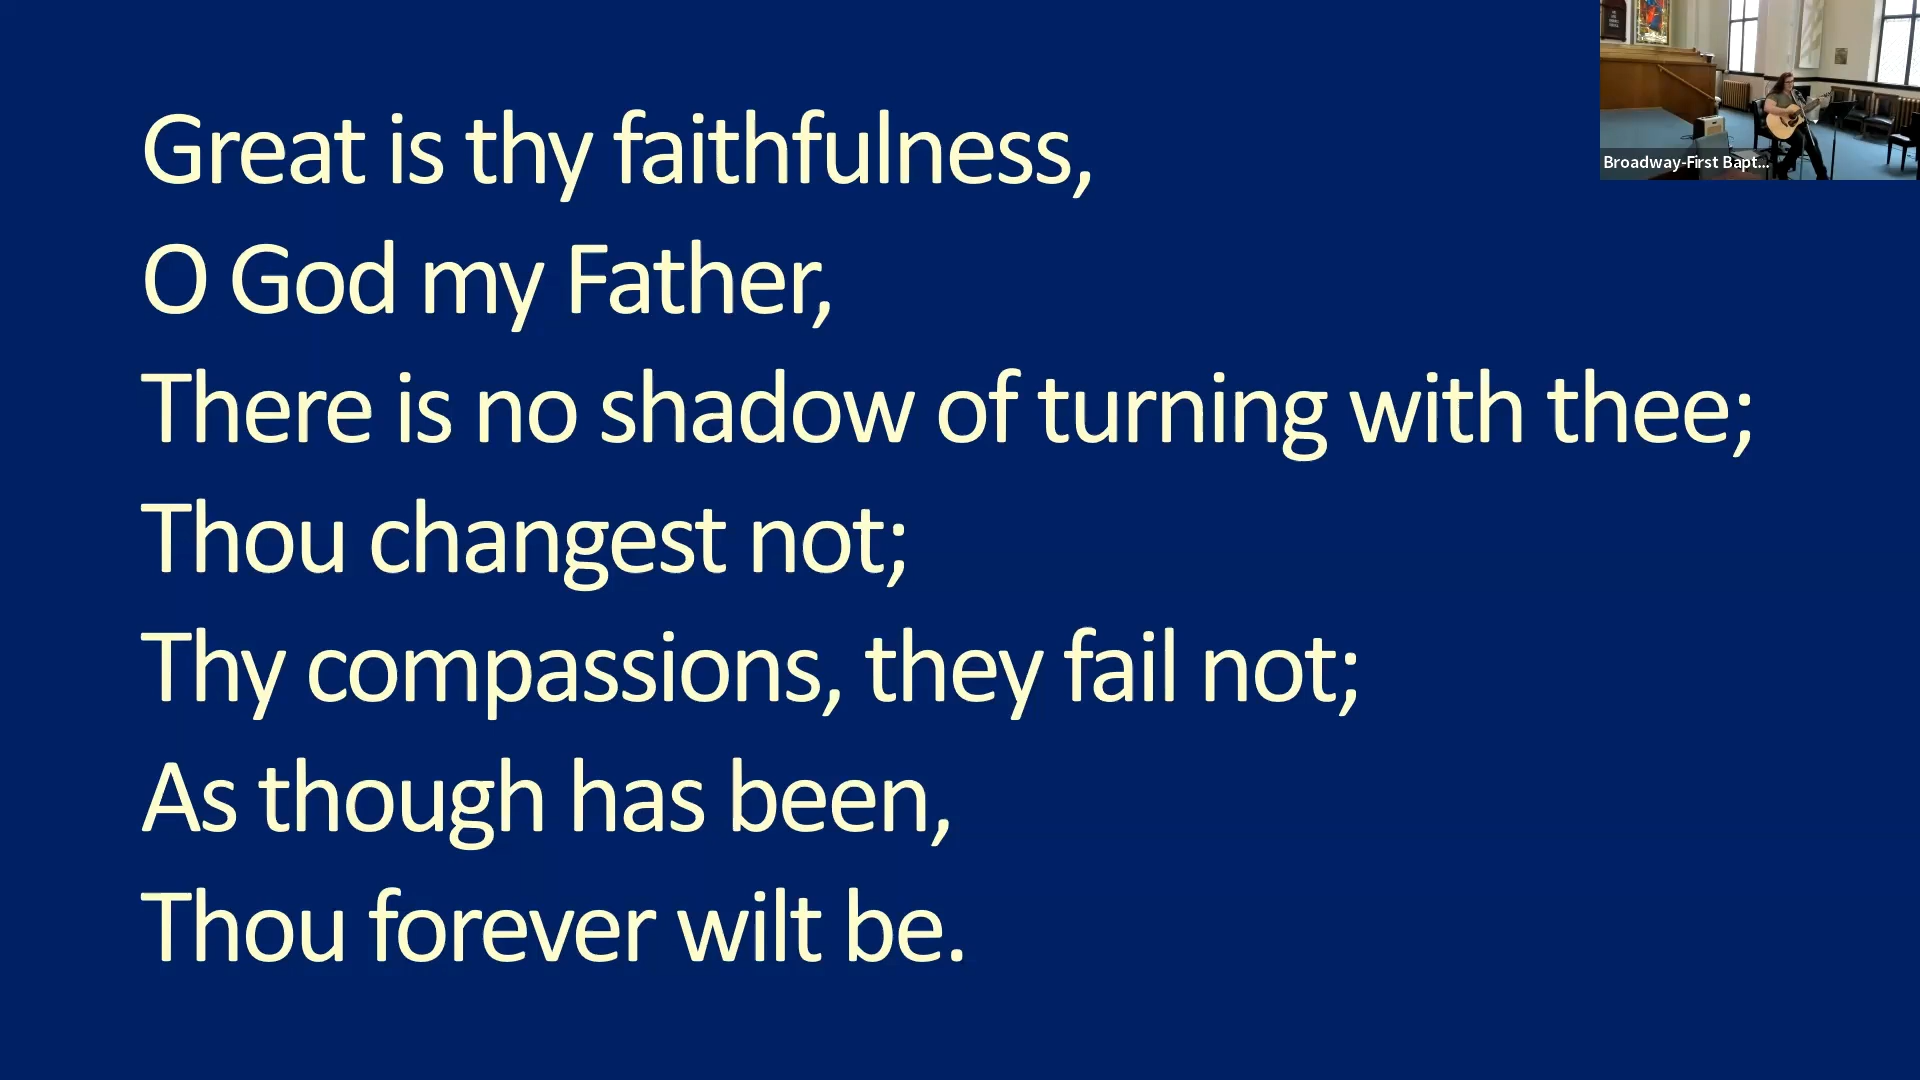 Great is thy faithfulness,
O God my Father,
There is no shadow of turning with thee;
Thou changest not;
Thy compassions, they fail not;
As though has been,
Thou forever wilt be.
Broadway-First Bapt...